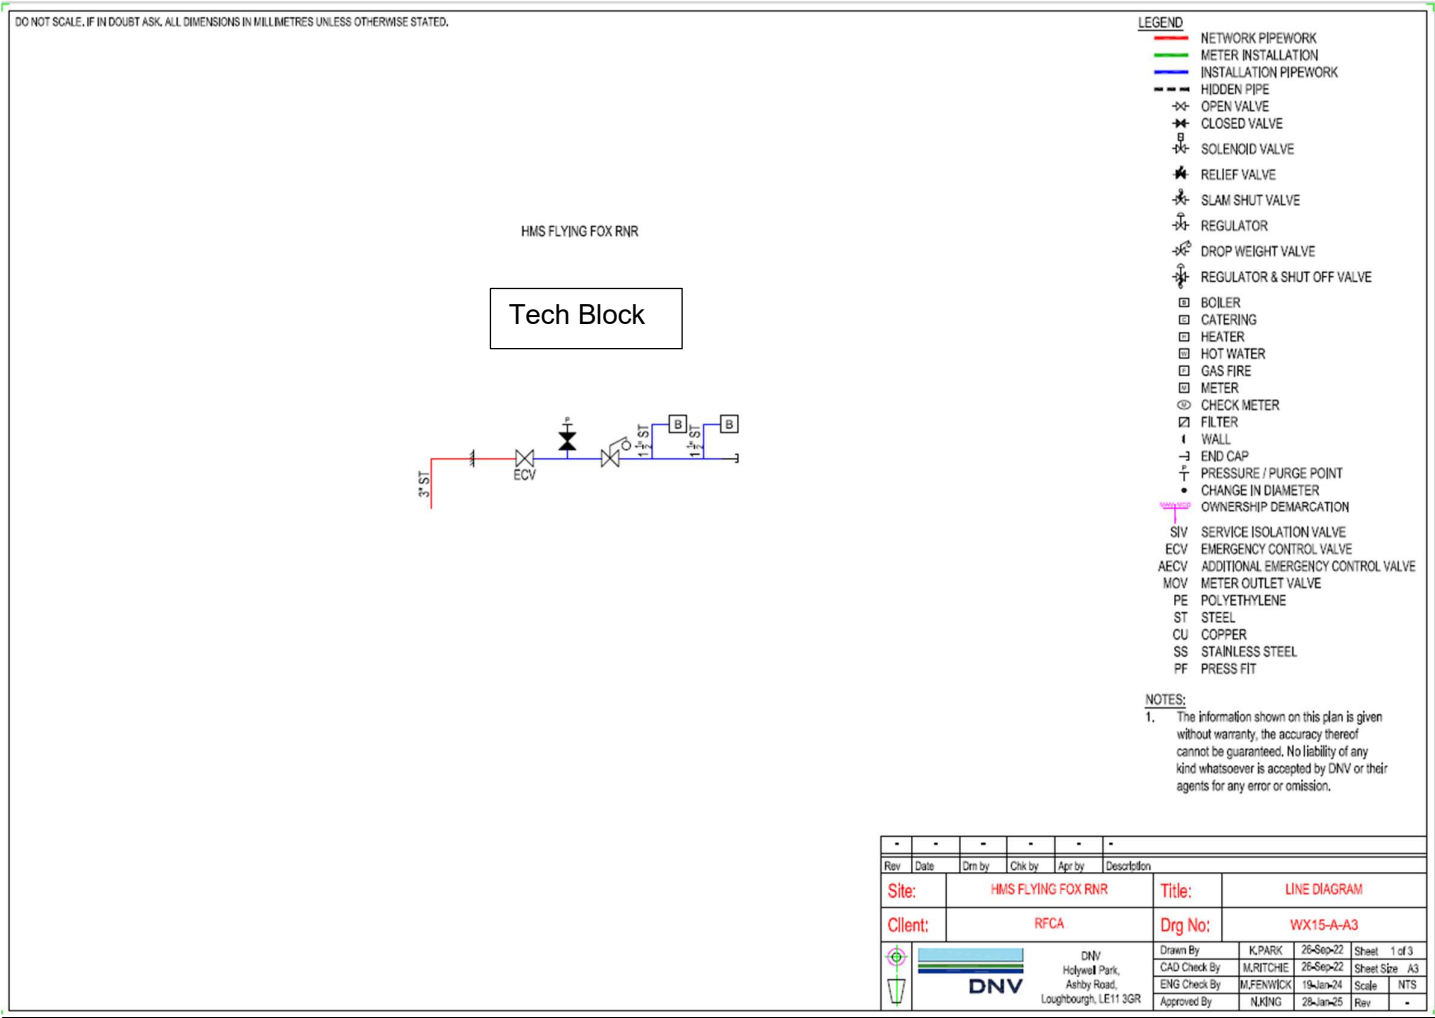 DO NOT SCALE. IF IN DOUBT ASK. ALL DIMENSIONS IN MILLIMETRES UNLESS OTHERWISE STATED.
HMS FLYING FOX RNR
Tech Block
3" ST
ECV
P
1 1/2" ST
B
1 1/2" ST
B
LEGEND
NETWORK PIPEWORK
METER INSTALLATION
INSTALLATION PIPEWORK
HIDDEN PIPE
OPEN VALVE
CLOSED VALVE
SOLENOID VALVE
RELIEF VALVE
SLAM SHUT VALVE
REGULATOR
DROP WEIGHT VALVE
REGULATOR & SHUT OFF VALVE
B BOILER
C CATERING
H HEATER
W HOT WATER
F GAS FIRE
M METER
M CHECK METER
FILTER
WALL
END CAP
P PRESSURE / PURGE POINT
CHANGE IN DIAMETER
OWNERSHIP DEMARCATION
SIV SERVICE ISOLATION VALVE
ECV EMERGENCY CONTROL VALVE
AECV ADDITIONAL EMERGENCY CONTROL VALVE
MOV METER OUTLET VALVE
PE POLYETHYLENE
ST STEEL
CU COPPER
SS STAINLESS STEEL
PF PRESS FIT
NOTES:
1. The information shown on this plan is given
without warranty, the accuracy thereof
cannot be guaranteed. No liability of any
kind whatsoever is accepted by DNV or their
agents for any error or omission.
- - - - - -
Rev Date Drn by Chk by Apr by Description
Site: HMS FLYING FOX RNR Title: LINE DIAGRAM
Client: RFCA Drg No: WX15-A-A3
DNV
DNV
Holywell Park,
Ashby Road,
Loughbourgh, LE11 3GR
Drawn By K.PARK 26-Sep-22 Sheet 1 of 3
CAD Check By M.RITCHIE 26-Sep-22 Sheet Size A3
ENG Check By M.FENWICK 19-Jan-24 Scale NTS
Approved By N.KING 28-Jan-25 Rev -